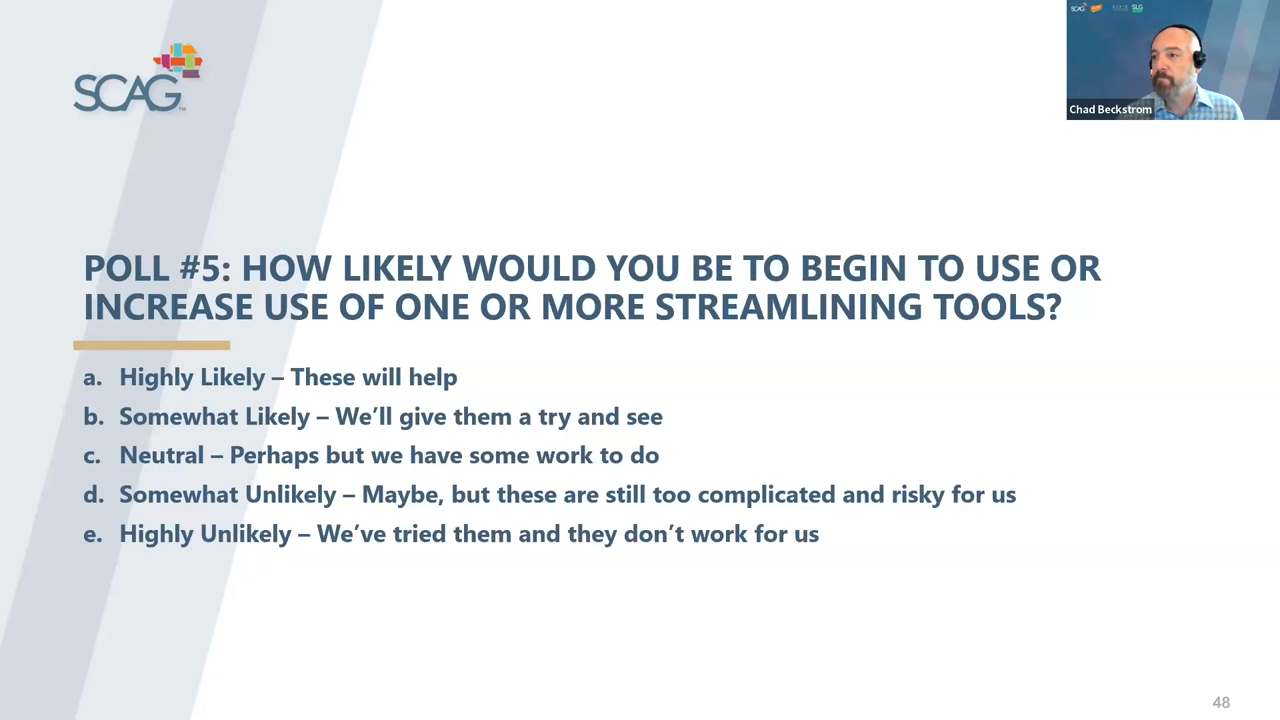 SCAG
SCAG
SLG
Chad Beckstrom
SCAG™
POLL #5: HOW LIKELY WOULD YOU BE TO BEGIN TO USE OR
INCREASE USE OF ONE OR MORE STREAMLINING TOOLS?
a. Highly Likely – These will help
b. Somewhat Likely – We’ll give them a try and see
c. Neutral – Perhaps but we have some work to do
d. Somewhat Unlikely – Maybe, but these are still too complicated and risky for us
e. Highly Unlikely – We’ve tried them and they don’t work for us
48